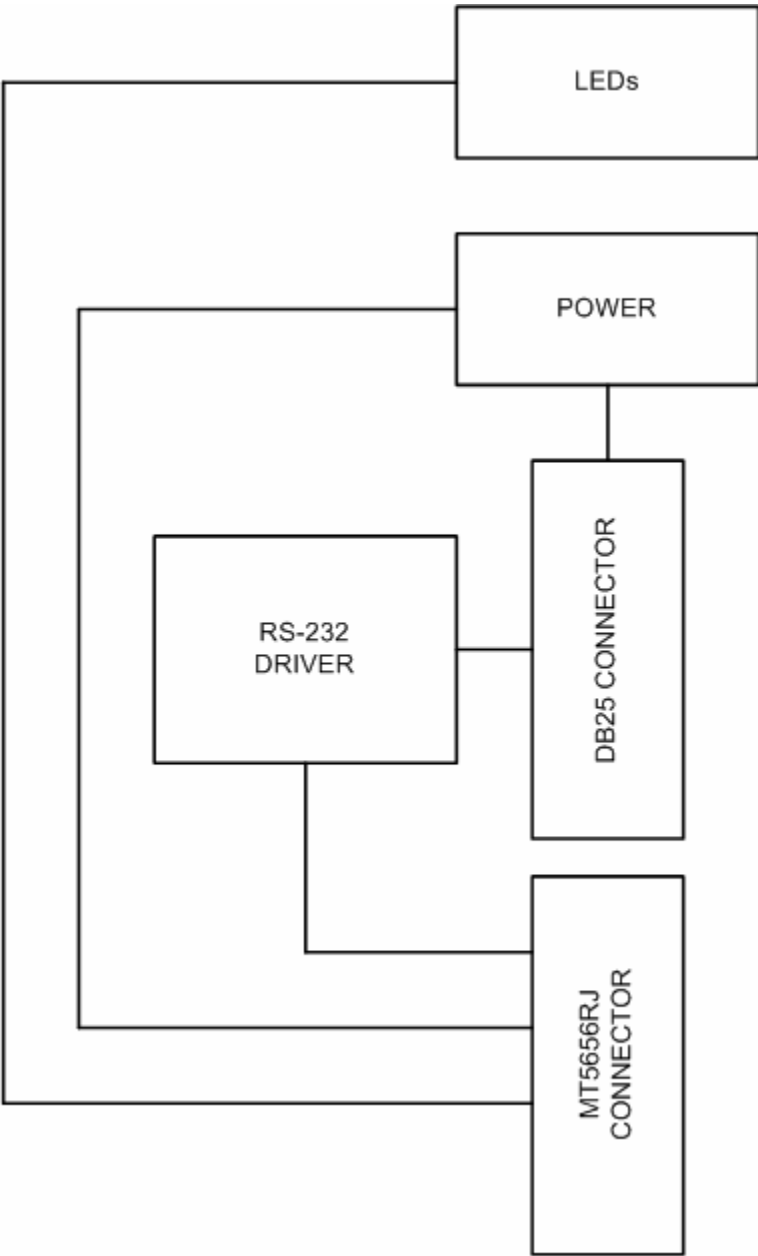 LEDs
POWER
RS-232
DRIVER
DB25 CONNECTOR
MT5656RJ
CONNECTOR